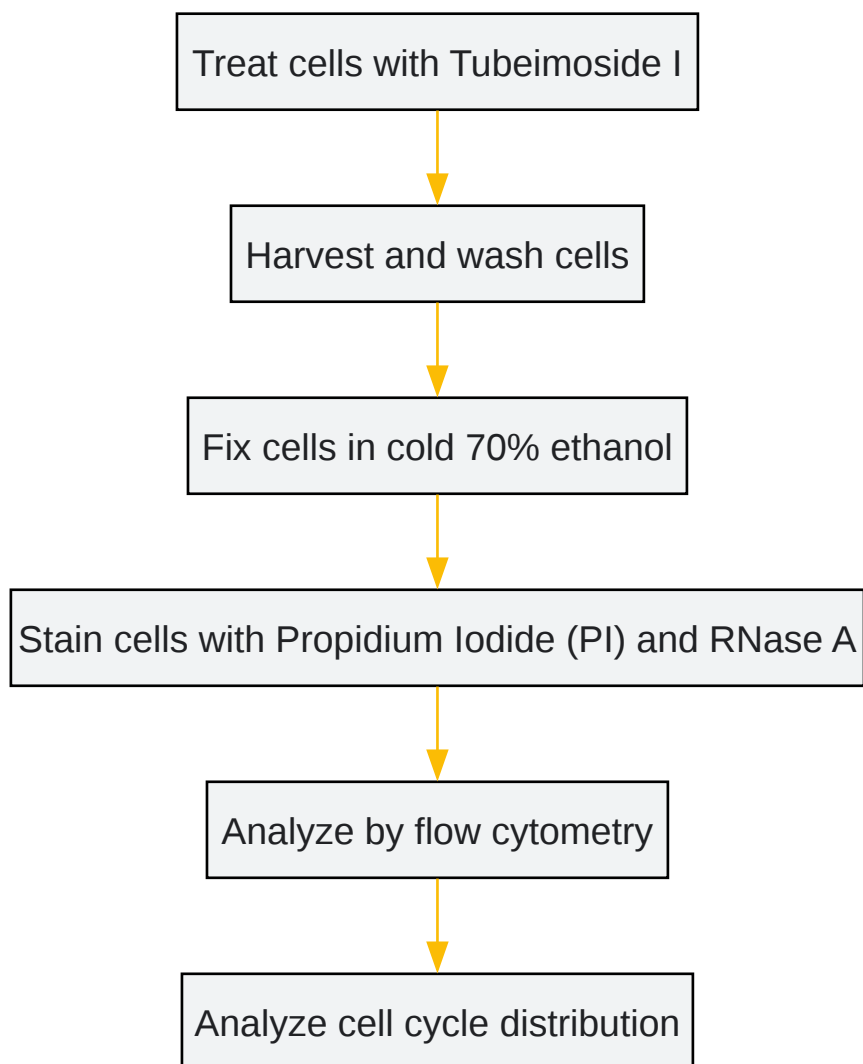 Treat cells with Tubeimoside I
Harvest and wash cells
Fix cells in cold 70% ethanol
Stain cells with Propidium Iodide (PI) and RNase A
Analyze by flow cytometry
Analyze cell cycle distribution